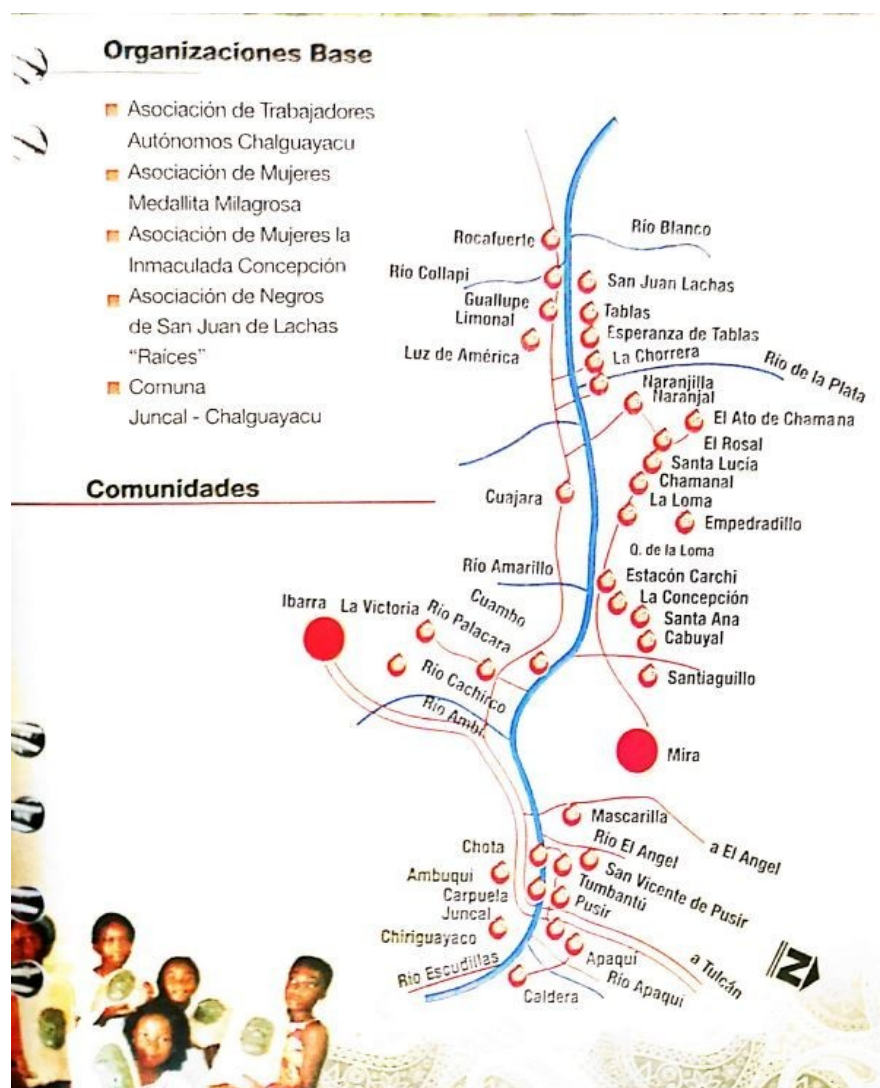 Organizaciones Base
Asociación de Trabajadores
Autónomos Chalguayacu
Asociación de Mujeres
Medallita Milagrosa
Asociación de Mujeres la
Inmaculada Concepción
Asociación de Negros
de San Juan de Lachas
“Raíces”
Comuna
Juncal - Chalguayacu
Comunidades
Río Blanco
Rocafuerte
Río Collapi
San Juan Lachas
Guallupe
Limonal
Tablas
Esperanza de Tablas
Luz de América
La Chorrera
Río de la Plata
Naranjilla
Naranjal
El Ato de Chamana
El Rosal
Santa Lucía
Chamanal
Cuajara
La Loma
Empedradillo
Q. de la Loma
Río Amarillo
Estacón Carchi
Cuambo
La Concepción
Ibarra
La Victoria
Río Palacara
Santa Ana
Cabuyal
Río Cachirco
Santiaguillo
Río Ambi
Mira
Mascarilla
Río El Angel
a El Angel
Chota
San Vicente de Pusir
Ambuqui
Tumbantú
Carpuela
Pusir
Juncal
Chiriguayaco
a Tulcán
Apaqui
Río Escudillas
Río Apaqui
Caldera
N